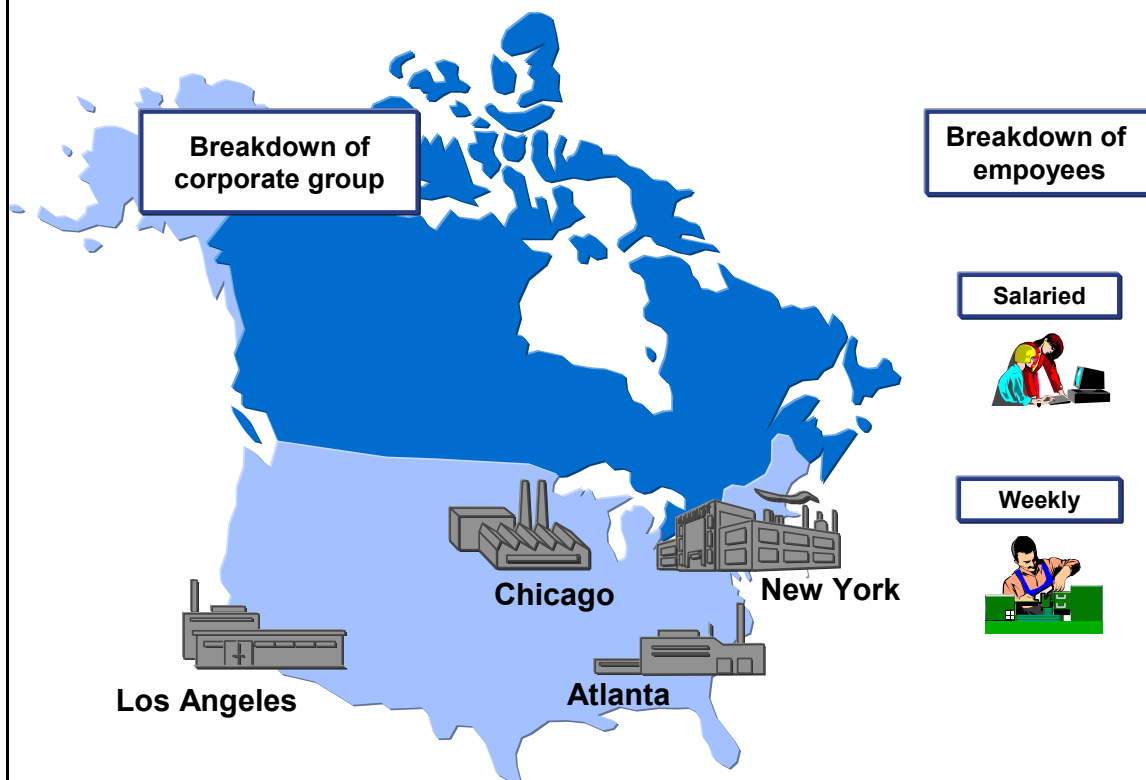 Breakdown of
corporate group
Breakdown of
empoyees
Salaried
Weekly
Chicago
New York
Los Angeles
Atlanta